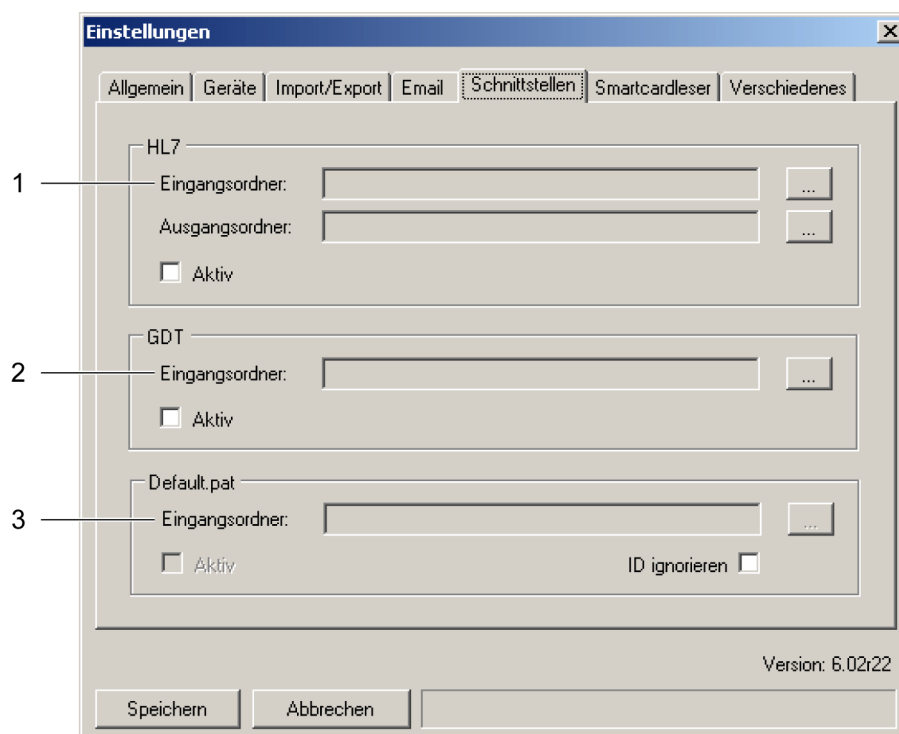 Einstellungen
Allgemein Geräte Import/Export Email Schnittstellen Smartcardleser Verschiedenes
HL7
1 Eingangsordner: ...
Ausgangsordner: ...
Aktiv
GDT
2 Eingangsordner: ...
Aktiv
Default.pat
3 Eingangsordner: ...
Aktiv ID ignorieren
Version: 6.02r22
Speichern Abbrechen